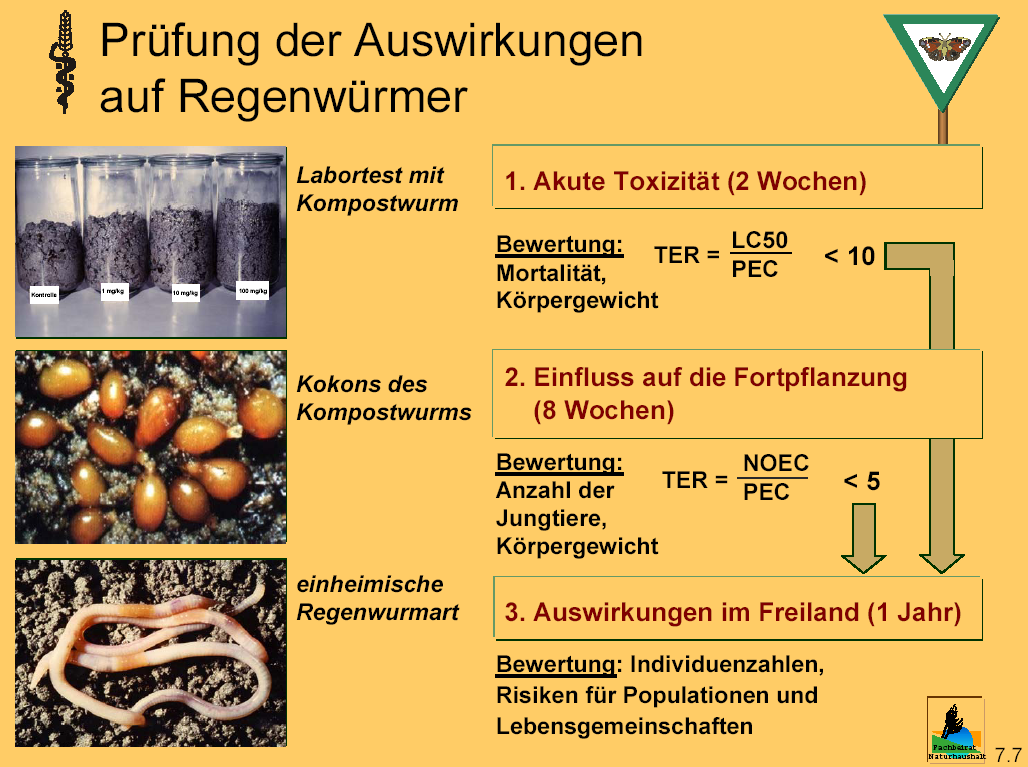 Prüfung der Auswirkungen
auf Regenwürmer
Labortest mit
Kompostwurm
Kontrolle
1 mg/kg
10 mg/kg
100 mg/kg
1. Akute Toxizität (2 Wochen)
Bewertung:
Mortalität,
Körpergewicht
TER = LC50
PEC
< 10
Kokons des
Kompostwurms
2. Einfluss auf die Fortpflanzung
(8 Wochen)
Bewertung:
Anzahl der
Jungtiere,
Körpergewicht
TER = NOEC
PEC
< 5
einheimische
Regenwurmart
3. Auswirkungen im Freiland (1 Jahr)
Bewertung: Individuenzahlen,
Risiken für Populationen und
Lebensgemeinschaften
Fachbeirat
Naturhaushalt
7.7